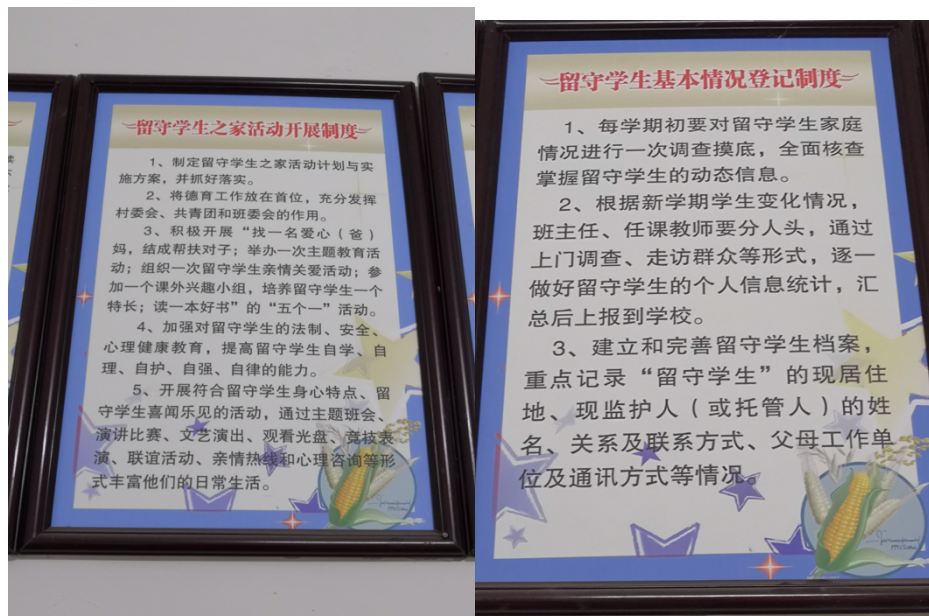 留守学生之家活动开展制度
1、制定留守学生之家活动计划与实
施方案，并抓好落实。
2、将德育工作放在首位，充分发挥
村委会、共青团和班委会的作用。
3、积极开展“找一名爱心（爸）
妈，结成帮扶对子；举办一次主题教育活
动；组织一次留守学生亲情关爱活动；参
加一个课外兴趣小组，培养留守学生一个
特长；读一本好书”的“五个一”活动。
4、加强对留守学生的法制、安全、
心理健康教育，提高留守学生自学、自
理、自护、自强、自律的能力。
5、开展符合留守学生身心特点、留
守学生喜闻乐见的活动，通过主题班会、
演讲比赛、文艺演出、观看光盘、竞技表
演、联谊活动、亲情热线和心理咨询等形
式丰富他们的日常生活。
留守学生基本情况登记制度
1、每学期初要对留守学生家庭
情况进行一次调查摸底，全面核查
掌握留守学生的动态信息。
2、根据新学期学生变化情况，
班主任、任课教师要分人头，通过
上门调查、走访群众等形式，逐一
做好留守学生的个人信息统计，汇
总后上报到学校。
3、建立和完善留守学生档案，
重点记录“留守学生”的现居住
地、现监护人（或托管人）的姓
名、关系及联系方式、父母工作单
位及通讯方式等情况。